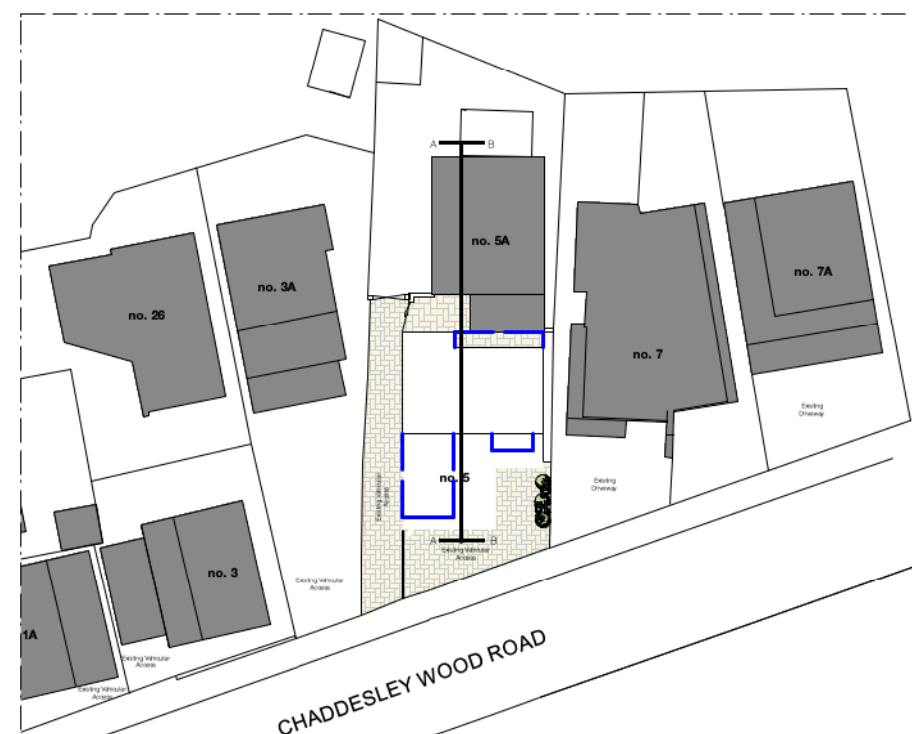 A B
no. 5A
no. 7A
no. 3A
no. 26
no. 7
Existing
Driveway
no. 5
Existing Vehicular
Access
Existing
Driveway
A B
Existing Vehicular
Access
no. 3
Existing Vehicular
Access
1A
Existing Vehicular
Access
Existing Vehicular
Access
CHADDESLEY WOOD ROAD